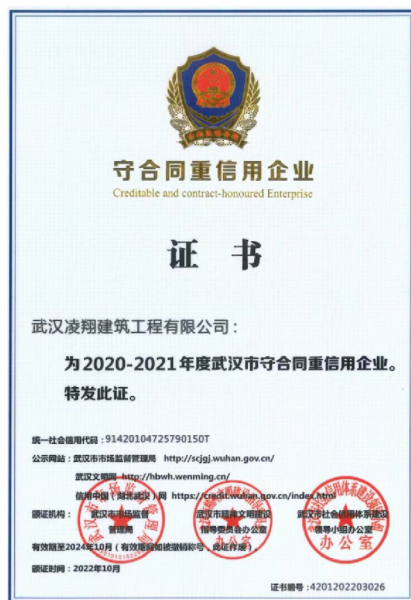 守合同重信用企业
Creditable and contract-honoured Enterprise
证 书
武汉凌翔建筑工程有限公司：
为2020-2021年度武汉市守合同重信用企业。
特发此证。
统一社会信用代码：91420104725790150T
公示网站：武汉市市场监督管理局 http://scjgj.wuhan.gov.cn/
武汉文明网 http://hbwh.wenming.cn/
信用中国（湖北武汉）网 https://credit.wuhan.gov.cn/index.html
颁证机构： 武汉市市场监督 武汉市精神文明建设 武汉市社会信用体系建设
管理局 指导委员会办公室 领导小组办公室
办公室 办公室
有效期至2024年10月（有效期内如被撤销称号，此证作废）。
颁证时间：2022年10月
证书编号：4201202203026